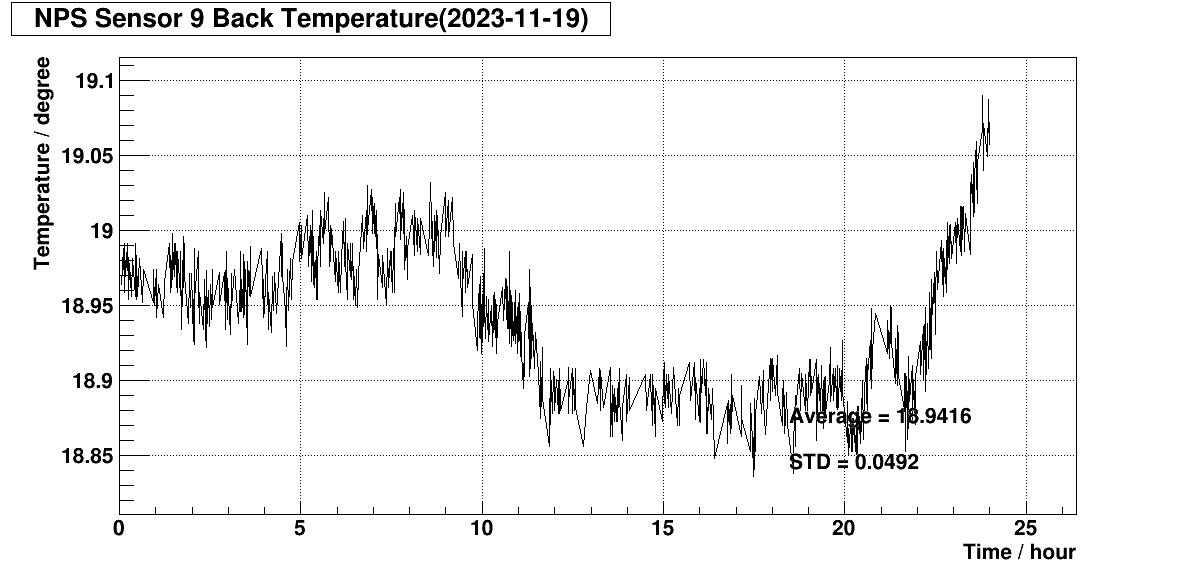 NPS Sensor 9 Back Temperature(2023-11-19)
Temperature / degree
19.1
19.05
19
18.95
18.9
18.85
Average = 18.9416
STD = 0.0492
0 5 10 15 20 25
Time / hour